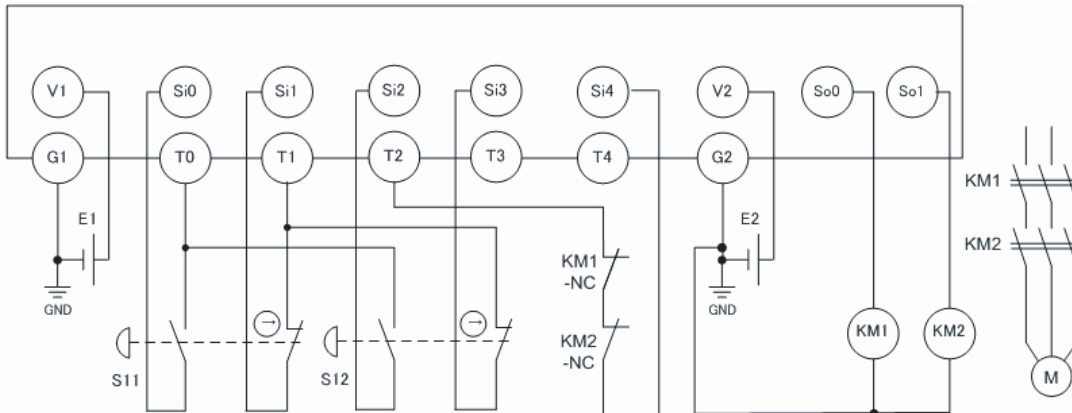 V1 Si0 Si1 Si2 Si3 Si4 V2 So0 So1
G1 T0 T1 T2 T3 T4 G2
KM1
E1 E2
KM2
KM1
-NC
GND GND
KM1 KM2
KM2
-NC
S11 S12
M